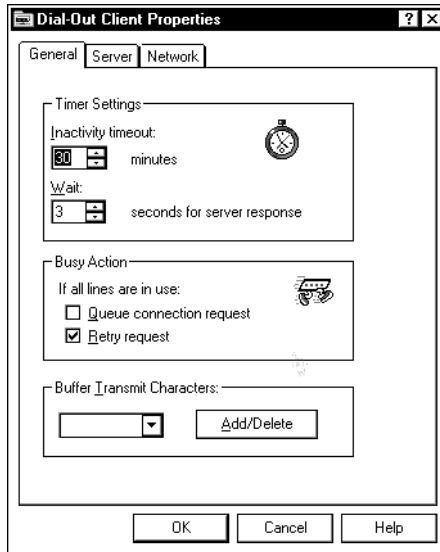 Dial-Out Client Properties
General Server Network
Timer Settings
Inactivity timeout:
30 minutes
Wait:
3 seconds for server response
Busy Action
If all lines are in use:
Queue connection request
Retry request
Buffer Transmit Characters:
Add/Delete
OK Cancel Help